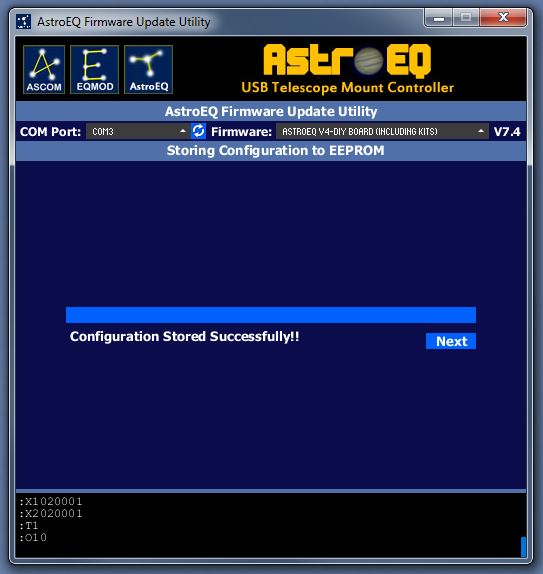 AstroEQ Firmware Update Utility
ASCOM EQMOD AstroEQ
Astr EQ
USB Telescope Mount Controller
AstroEQ Firmware Update Utility
COM Port: COM3 Firmware: ASTROEQ V4-DIY BOARD (INCLUDING KITS) V7.4
Storing Configuration to EEPROM
Configuration Stored Successfully!!
Next
:X1020001
:X2020001
:T1
:O10